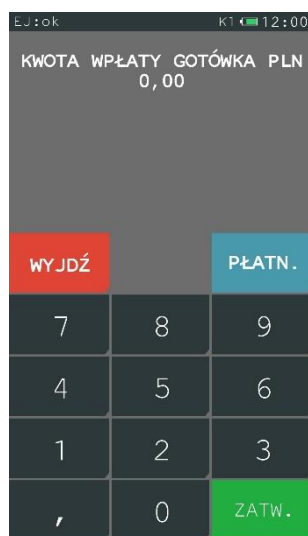 EJ:ok K1 12:00
KWOTA WPŁATY GOTÓWKA PLN
0,00
WYJDŹ PŁATN.
7 8 9
4 5 6
1 2 3
, 0 ZATW.